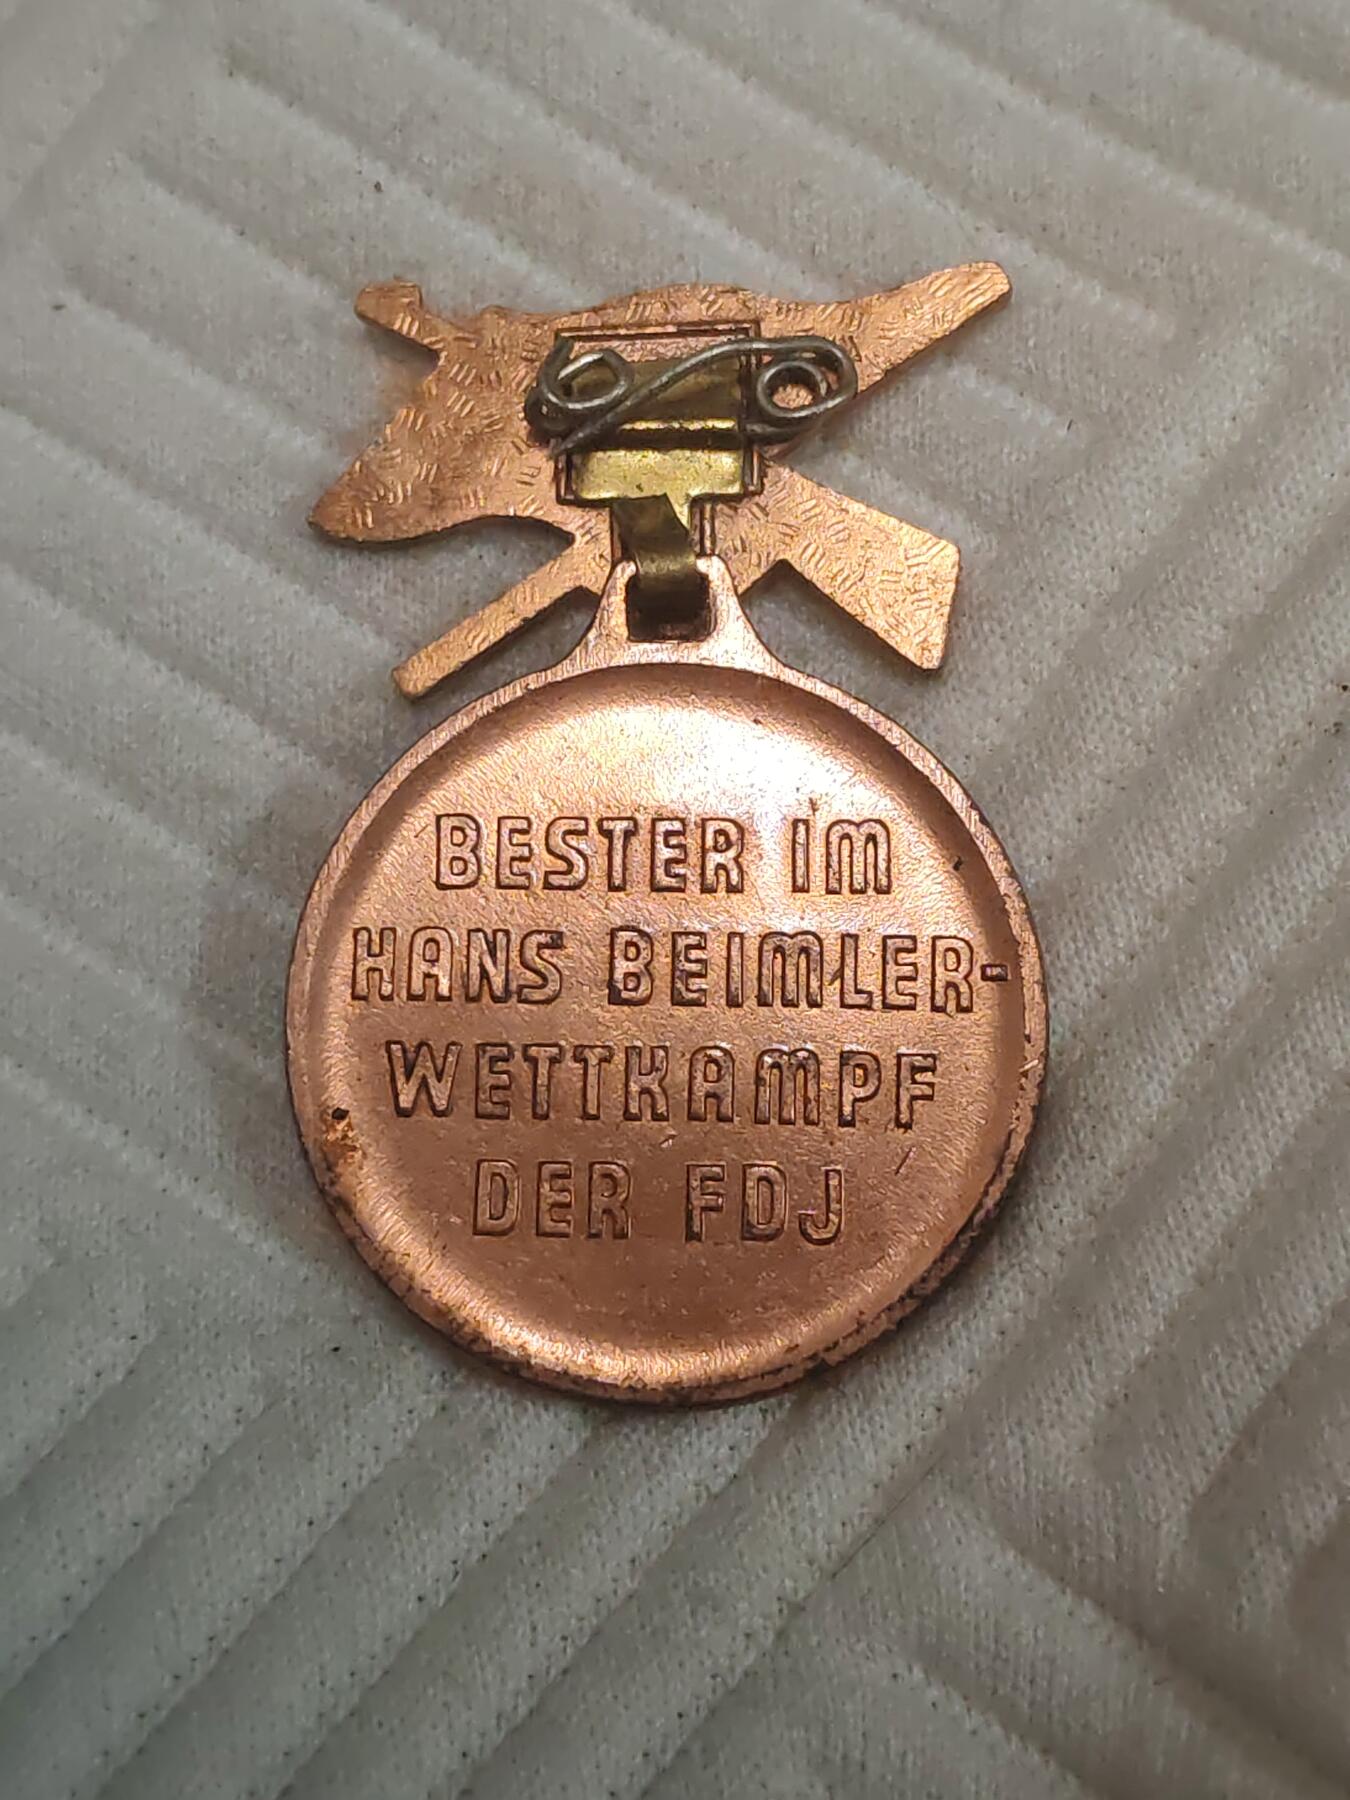 BESTER IM
HANS BEIMLER-
WETTKAMPF
DER FDJ